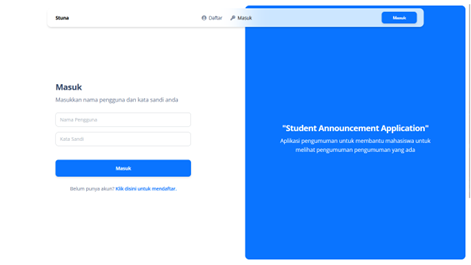 Stuna
Daftar
Masuk
Masuk
Masuk
Masukkan nama pengguna dan kata sandi anda
Nama Pengguna
Kata Sandi
Masuk
Belum punya akun? Klik disini untuk mendaftar.
"Student Announcement Application"
Aplikasi pengumuman untuk membantu mahasiswa untuk
melihat pengumuman pengumuman yang ada